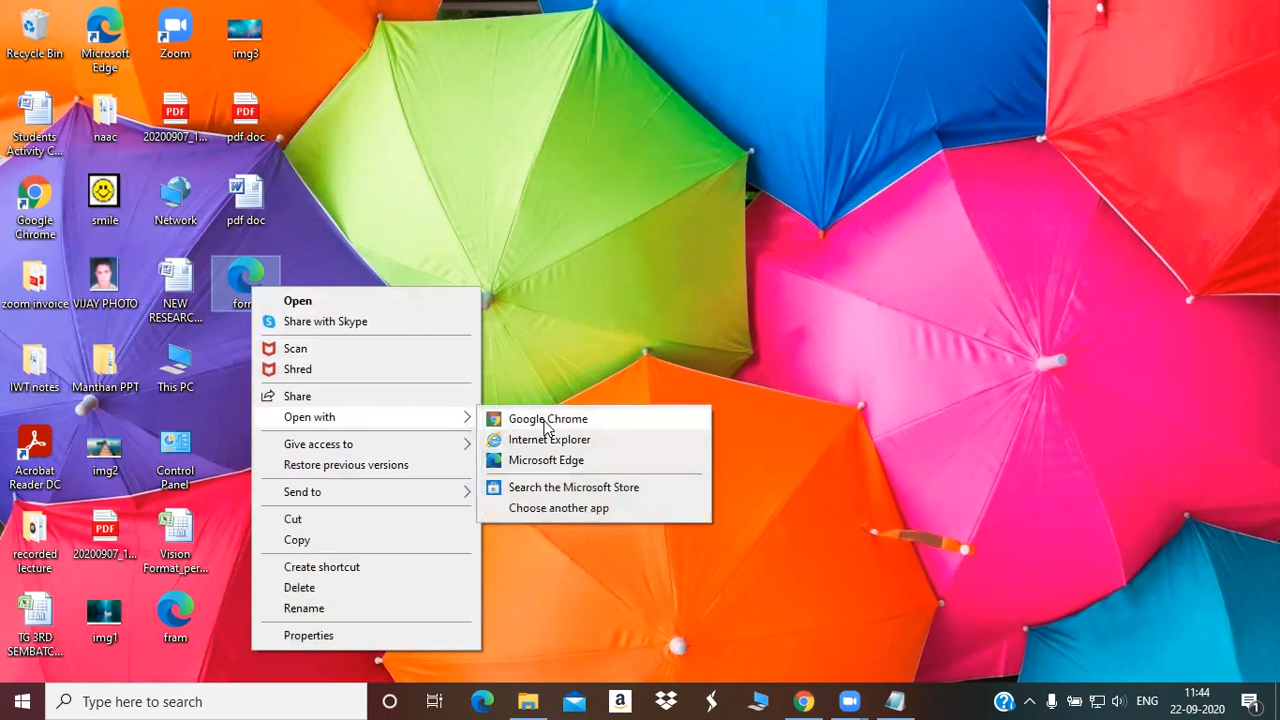 Recycle Bin
Microsoft
Edge
Zoom
img3
Students
Activity C...
naac
PDF
20200907_1...
PDF
pdf doc
Google
Chrome
smile
Network
pdf doc
zoom invoice
VIJAY PHOTO
NEW
RESEARC...
IWT notes
Manthan PPT
This PC
Acrobat
Reader DC
img2
Control
Panel
recorded
lecture
PDF
20200907_1...
Vision
Format_per...
TG 3RD
SEMBATC...
img1
fram
Open
Share with Skype
Scan
Shred
Share
Open with
Give access to
Restore previous versions
Send to
Cut
Copy
Create shortcut
Delete
Rename
Properties
Google Chrome
Internet Explorer
Microsoft Edge
Search the Microsoft Store
Choose another app
Type here to search
ENG
11:44
22-09-2020
1